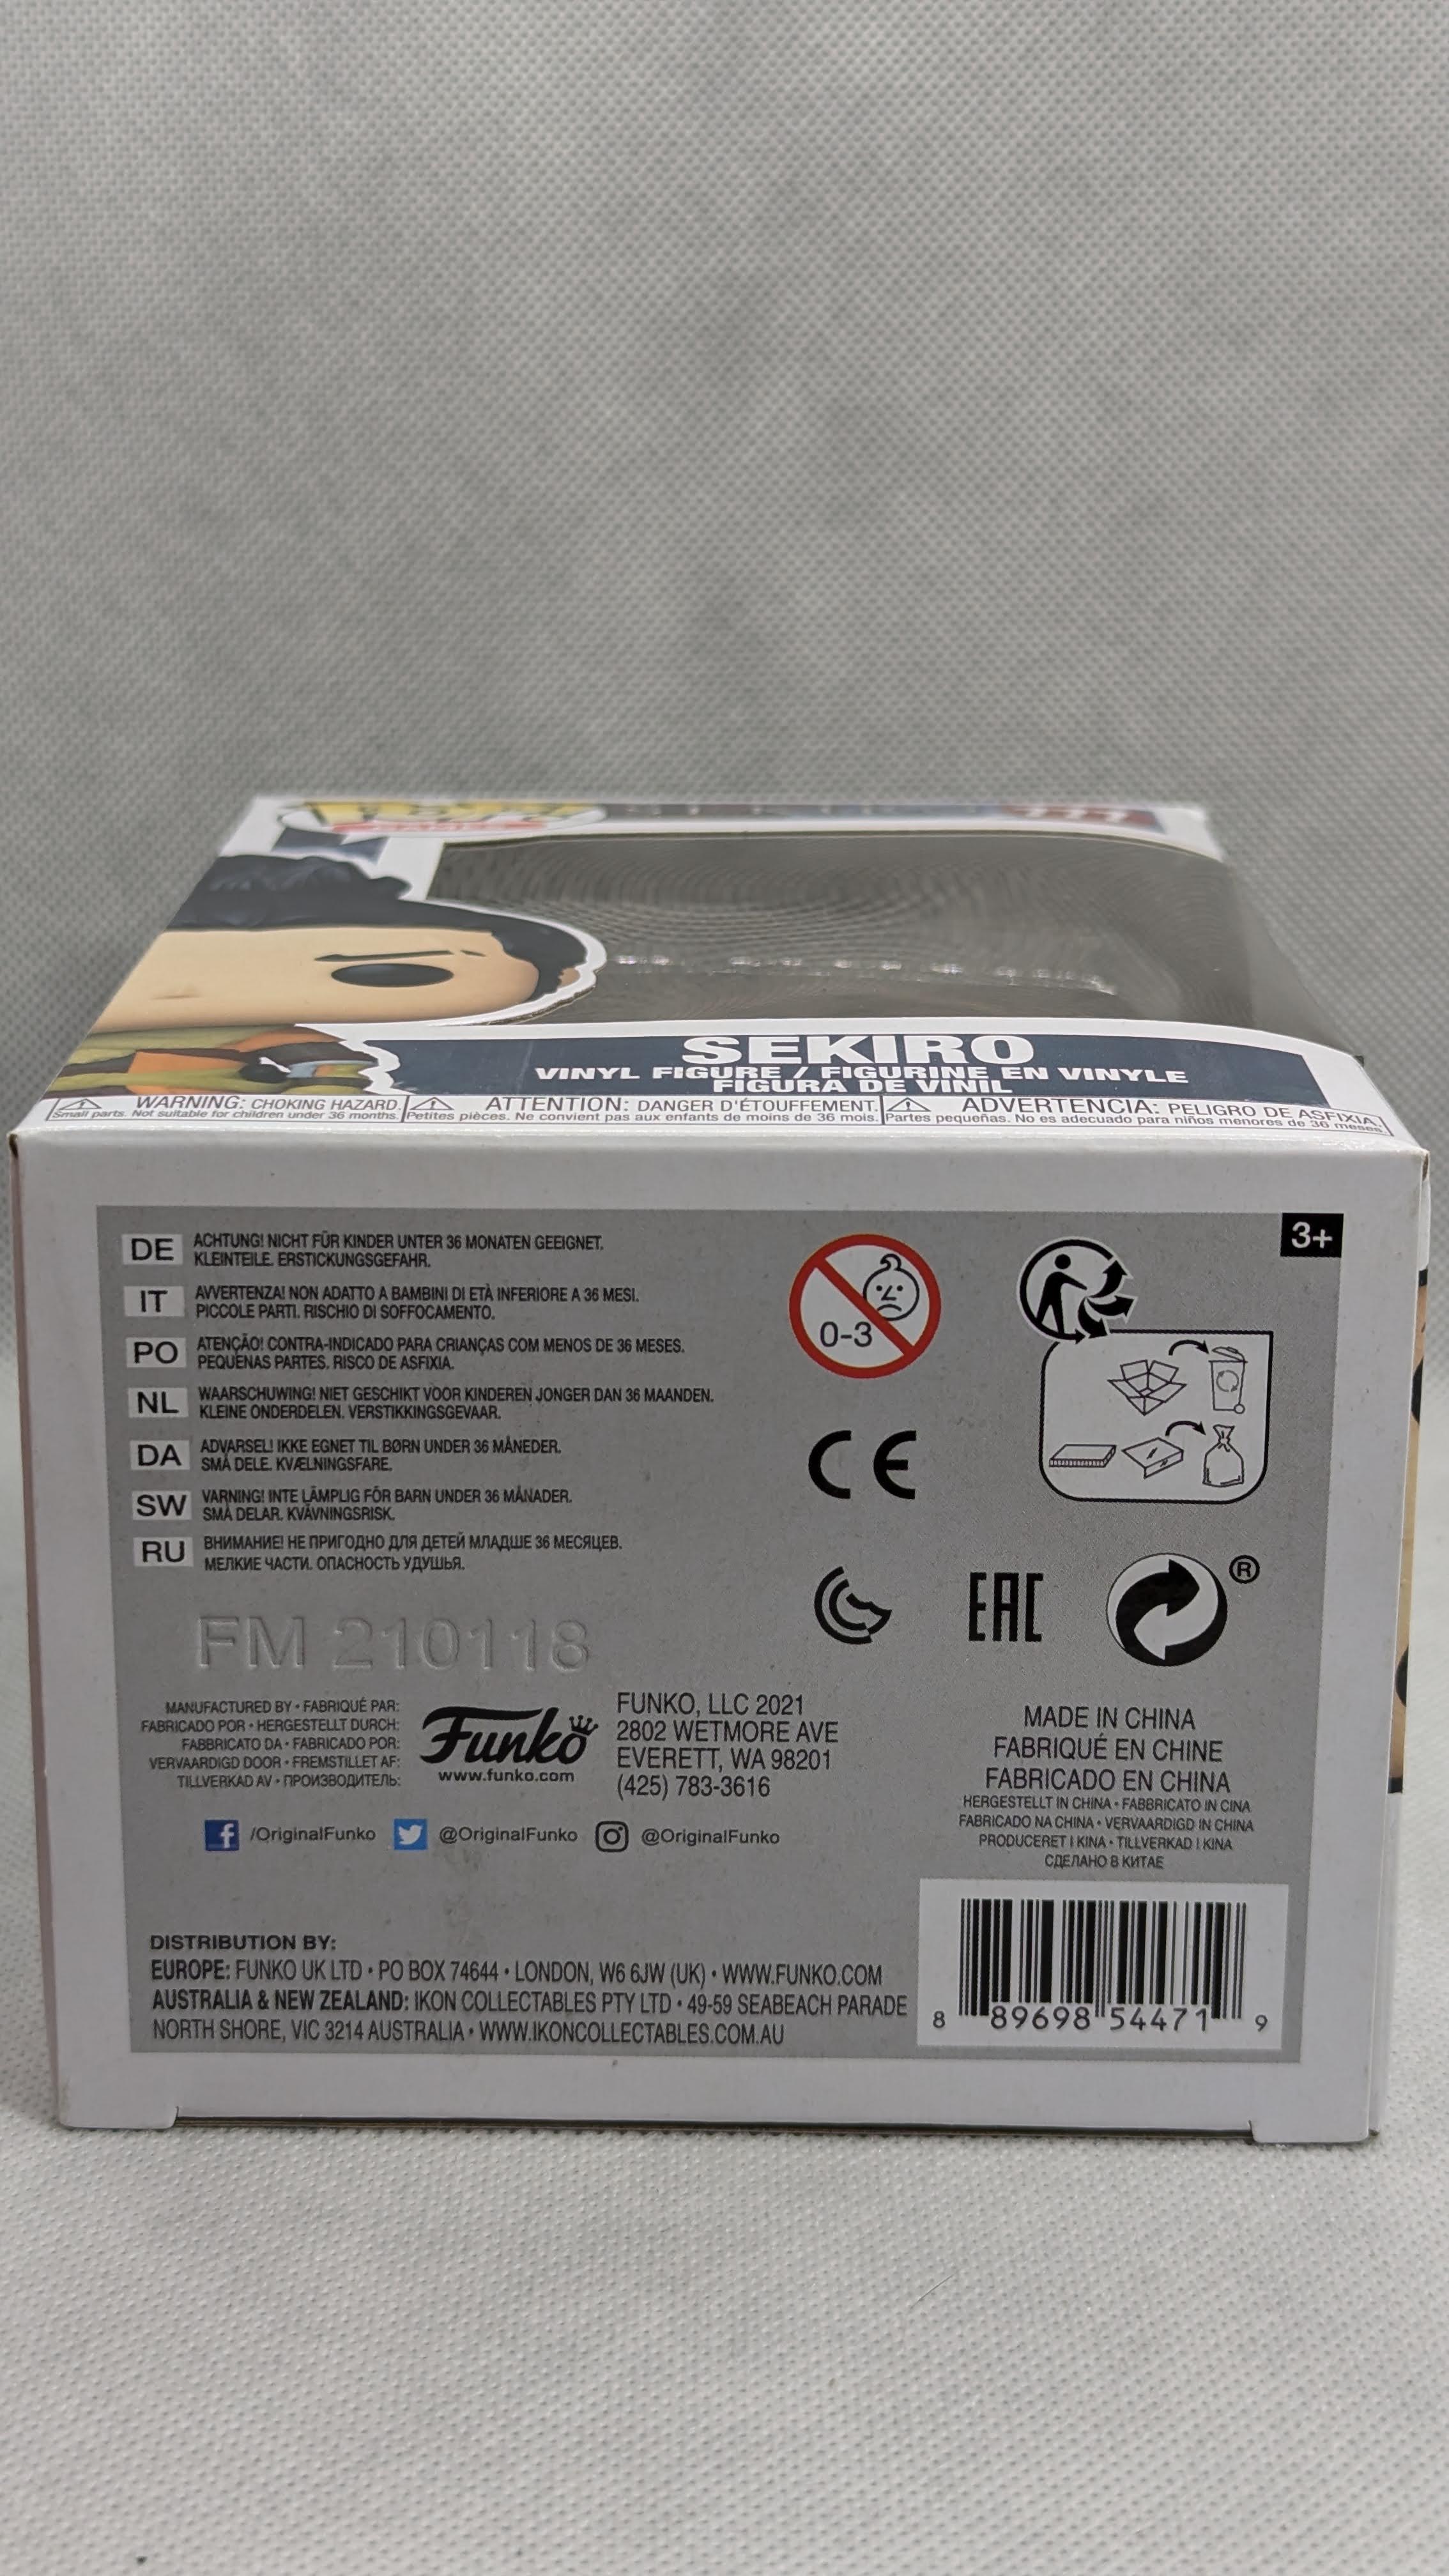 SEKIRO
VINYL FIGURE / FIGURINE EN VINYLE
FIGURA DE VINIL
WARNING: CHOKING HAZARD.
Small parts. Not suitable for children under 36 months.
ATTENTION: DANGER D'ÉTOUFFEMENT.
Petites pièces. Ne convient pas aux enfants de moins de 36 mois.
ADVERTENCIA: PELIGRO DE ASFIXIA.
Partes pequeñas. No es adecuado para niños menores de 36 meses.
3+
DE ACHTUNG! NICHT FÜR KINDER UNTER 36 MONATEN GEEIGNET.
KLEINTEILE. ERSTICKUNGSGEFAHR.
IT AVVERTENZA! NON ADATTO A BAMBINI DI ETÀ INFERIORE A 36 MESI.
PICCOLE PARTI. RISCHIO DI SOFFOCAMENTO.
PO ATENÇÃO! CONTRA-INDICADO PARA CRIANÇAS COM MENOS DE 36 MESES.
PEQUENAS PARTES. RISCO DE ASFIXIA.
NL WAARSCHUWING! NIET GESCHIKT VOOR KINDEREN JONGER DAN 36 MAANDEN.
KLEINE ONDERDELEN. VERSTIKKINGSGEVAAR.
DA ADVARSEL! IKKE EGNET TIL BØRN UNDER 36 MÅNEDER.
SMÅ DELE. KVÆLNINGSFARE.
SW VARNING! INTE LÄMPLIG FÖR BARN UNDER 36 MÅNADER.
SMÅ DELAR. KVÄVNINGSRISK.
RU ВНИМАНИЕ! НЕ ПРИГОДНО ДЛЯ ДЕТЕЙ МЛАДШЕ 36 МЕСЯЦЕВ.
МЕЛКИЕ ЧАСТИ. ОПАСНОСТЬ УДУШЬЯ.
0-3
CE
EAC
®
FM 210118
MANUFACTURED BY • FABRIQUÉ PAR:
FABRICADO POR • HERGESTELLT DURCH:
FABBRICATO DA • FABRICADO POR:
VERVAARDIGD DOOR • FREMSTILLET AF:
TILLVERKAD AV • ПРОИЗВОДИТЕЛЬ:
Funko
www.funko.com
FUNKO, LLC 2021
2802 WETMORE AVE
EVERETT, WA 98201
(425) 783-3616
/OriginalFunko @OriginalFunko @OriginalFunko
MADE IN CHINA
FABRIQUÉ EN CHINE
FABRICADO EN CHINA
HERGESTELLT IN CHINA • FABBRICATO IN CINA
FABRICADO NA CHINA • VERVAARDIGD IN CHINA
PRODUCERET I KINA • TILLVERKAD I KINA
СДЕЛАНО В КИТАЕ
DISTRIBUTION BY:
EUROPE: FUNKO UK LTD • PO BOX 74644 • LONDON, W6 6JW (UK) • WWW.FUNKO.COM
AUSTRALIA & NEW ZEALAND: IKON COLLECTABLES PTY LTD • 49-59 SEABEACH PARADE
NORTH SHORE, VIC 3214 AUSTRALIA • WWW.IKONCOLLECTABLES.COM.AU
8 89698 54471 9